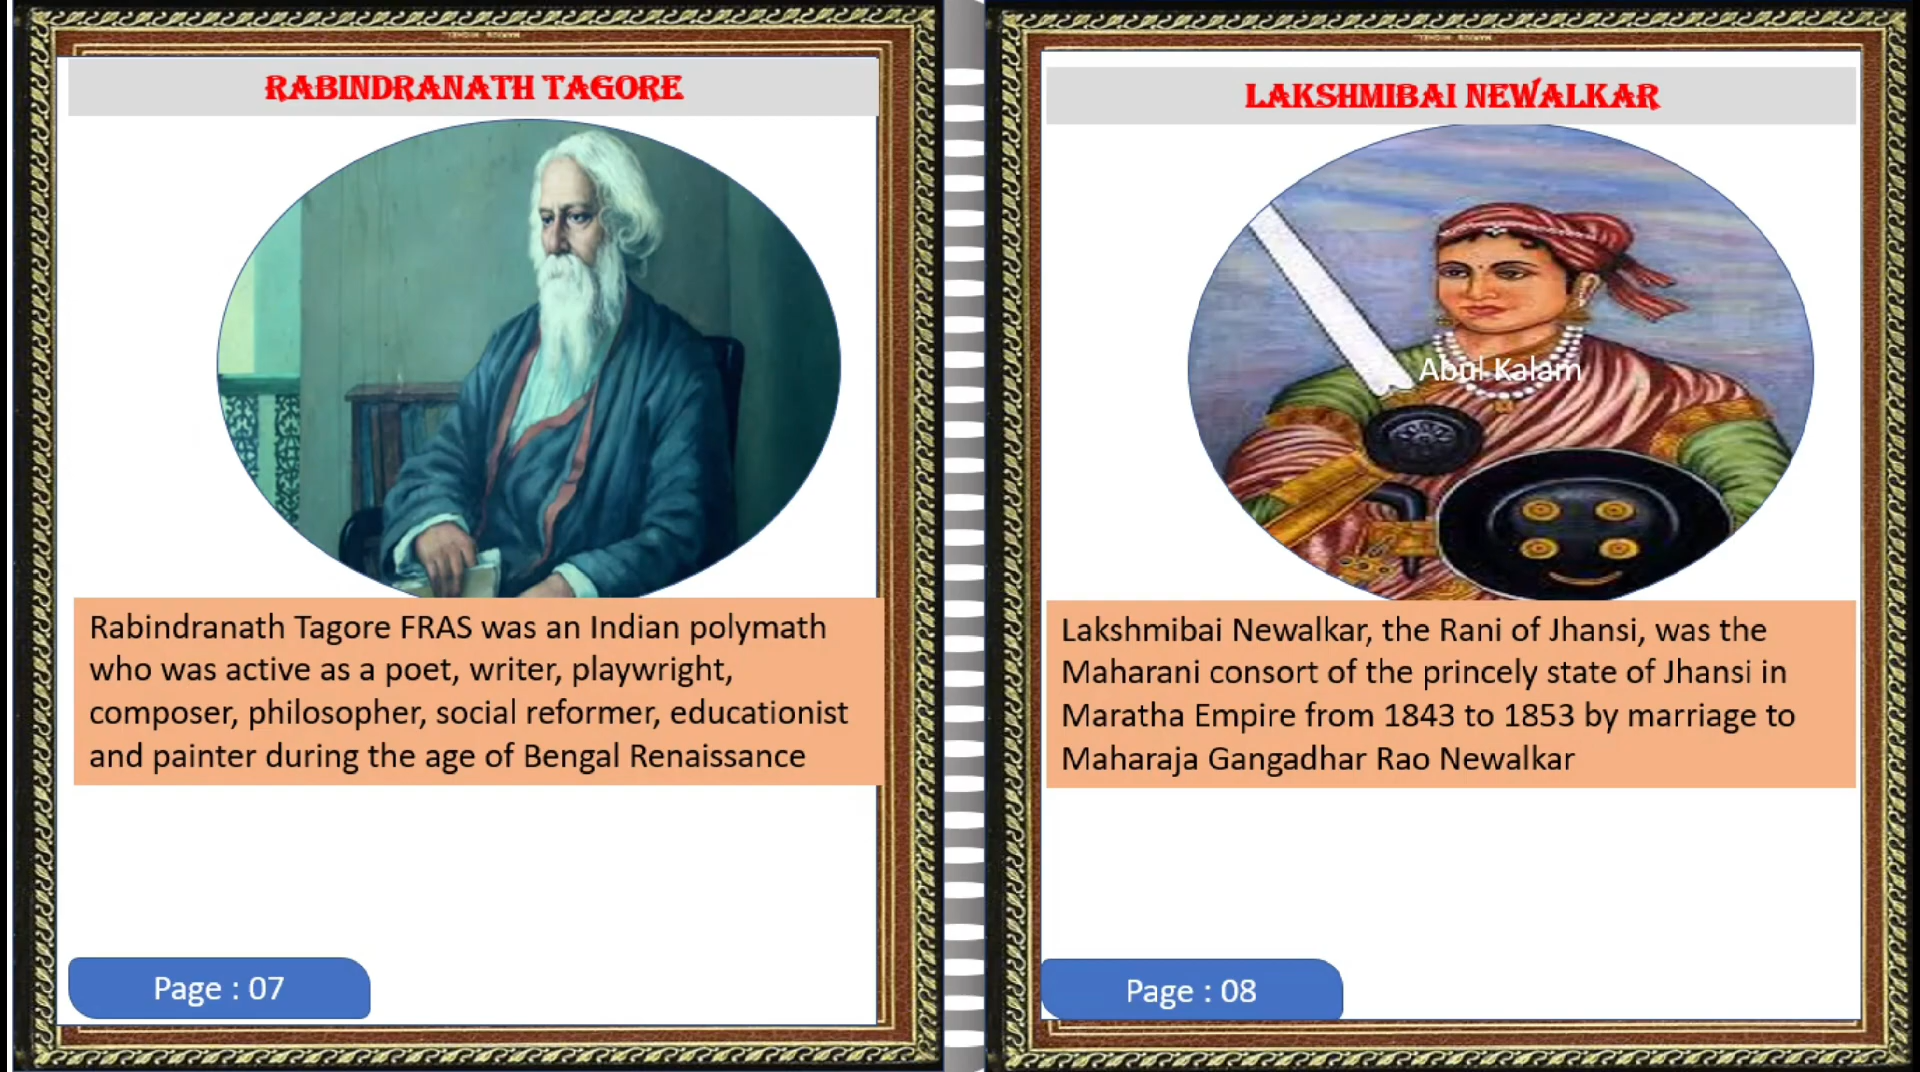 RABINDRANATH TAGORE
Rabindranath Tagore FRAS was an Indian polymath
who was active as a poet, writer, playwright,
composer, philosopher, social reformer, educationist
and painter during the age of Bengal Renaissance
Page : 07
LAKSHMIBAI NEWALKAR
Abul Kalam
Lakshmibai Newalkar, the Rani of Jhansi, was the
Maharani consort of the princely state of Jhansi in
Maratha Empire from 1843 to 1853 by marriage to
Maharaja Gangadhar Rao Newalkar
Page : 08